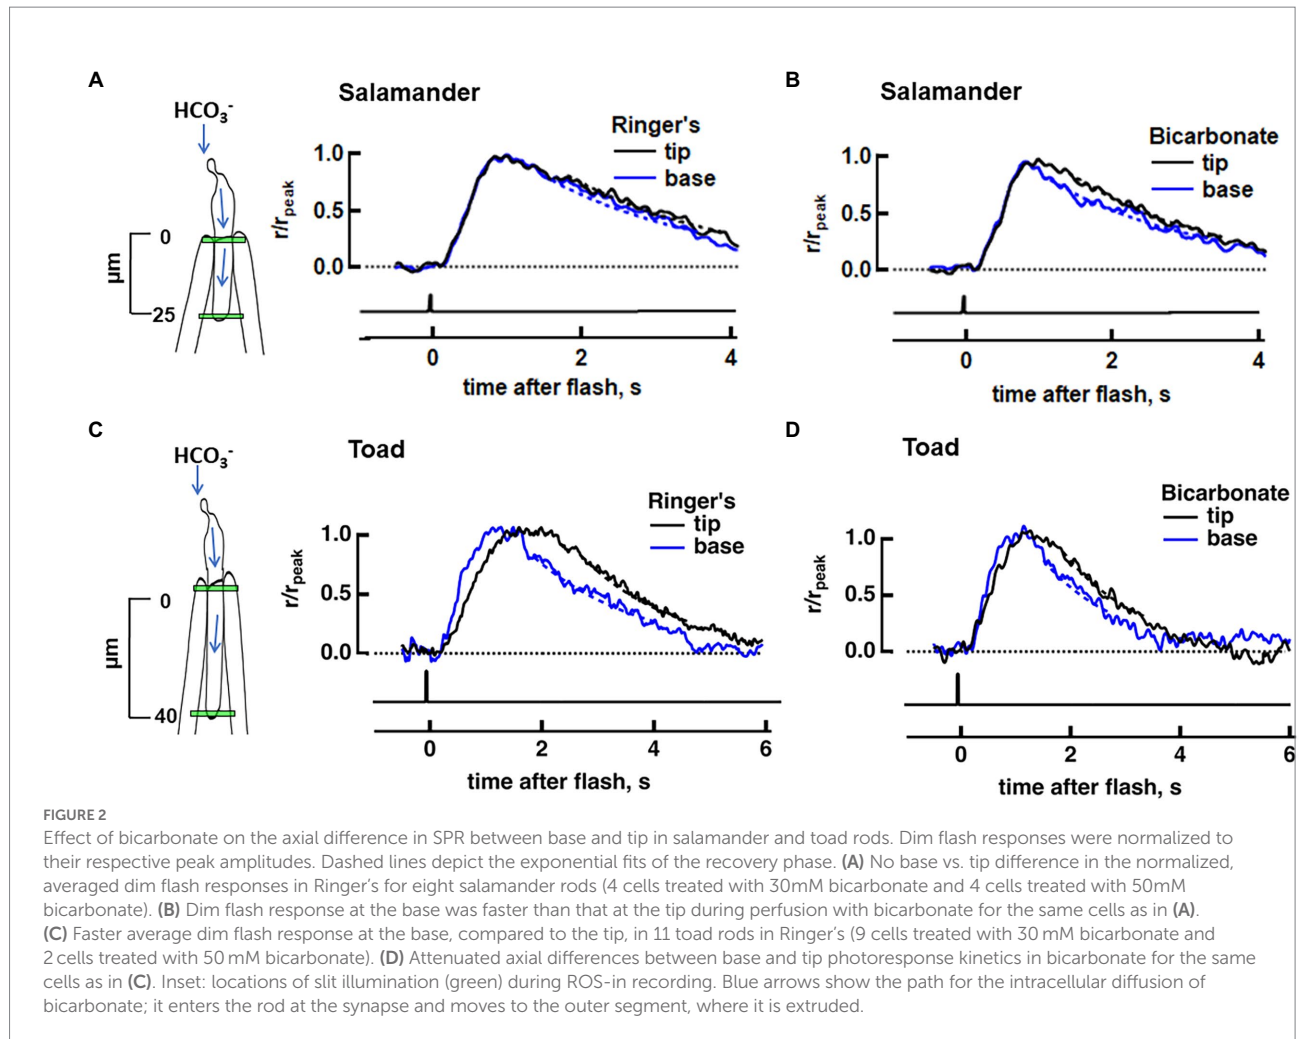 A
HCO3-
0
25
μm
Salamander
Ringer's
tip
base
1.0
0.5
0.0
r/rpeak
0
2
4
time after flash, s
B
Salamander
Bicarbonate
tip
base
1.0
0.5
0.0
r/rpeak
0
2
4
time after flash, s
C
HCO3-
0
40
μm
Toad
Ringer's
tip
base
1.0
0.5
0.0
r/rpeak
0
2
4
6
time after flash, s
D
Toad
Bicarbonate
tip
base
1.0
0.5
0.0
r/rpeak
0
2
4
6
time after flash, s
FIGURE 2
Effect of bicarbonate on the axial difference in SPR between base and tip in salamander and toad rods. Dim flash responses were normalized to
their respective peak amplitudes. Dashed lines depict the exponential fits of the recovery phase. (A) No base vs. tip difference in the normalized,
averaged dim flash responses in Ringer's for eight salamander rods (4 cells treated with 30mM bicarbonate and 4 cells treated with 50mM
bicarbonate). (B) Dim flash response at the base was faster than that at the tip during perfusion with bicarbonate for the same cells as in (A).
(C) Faster average dim flash response at the base, compared to the tip, in 11 toad rods in Ringer's (9 cells treated with 30 mM bicarbonate and
2 cells treated with 50 mM bicarbonate). (D) Attenuated axial differences between base and tip photoresponse kinetics in bicarbonate for the same
cells as in (C). Inset: locations of slit illumination (green) during ROS-in recording. Blue arrows show the path for the intracellular diffusion of
bicarbonate; it enters the rod at the synapse and moves to the outer segment, where it is extruded.